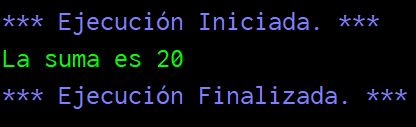 *** Ejecución Iniciada. ***
La suma es 20
*** Ejecución Finalizada. ***